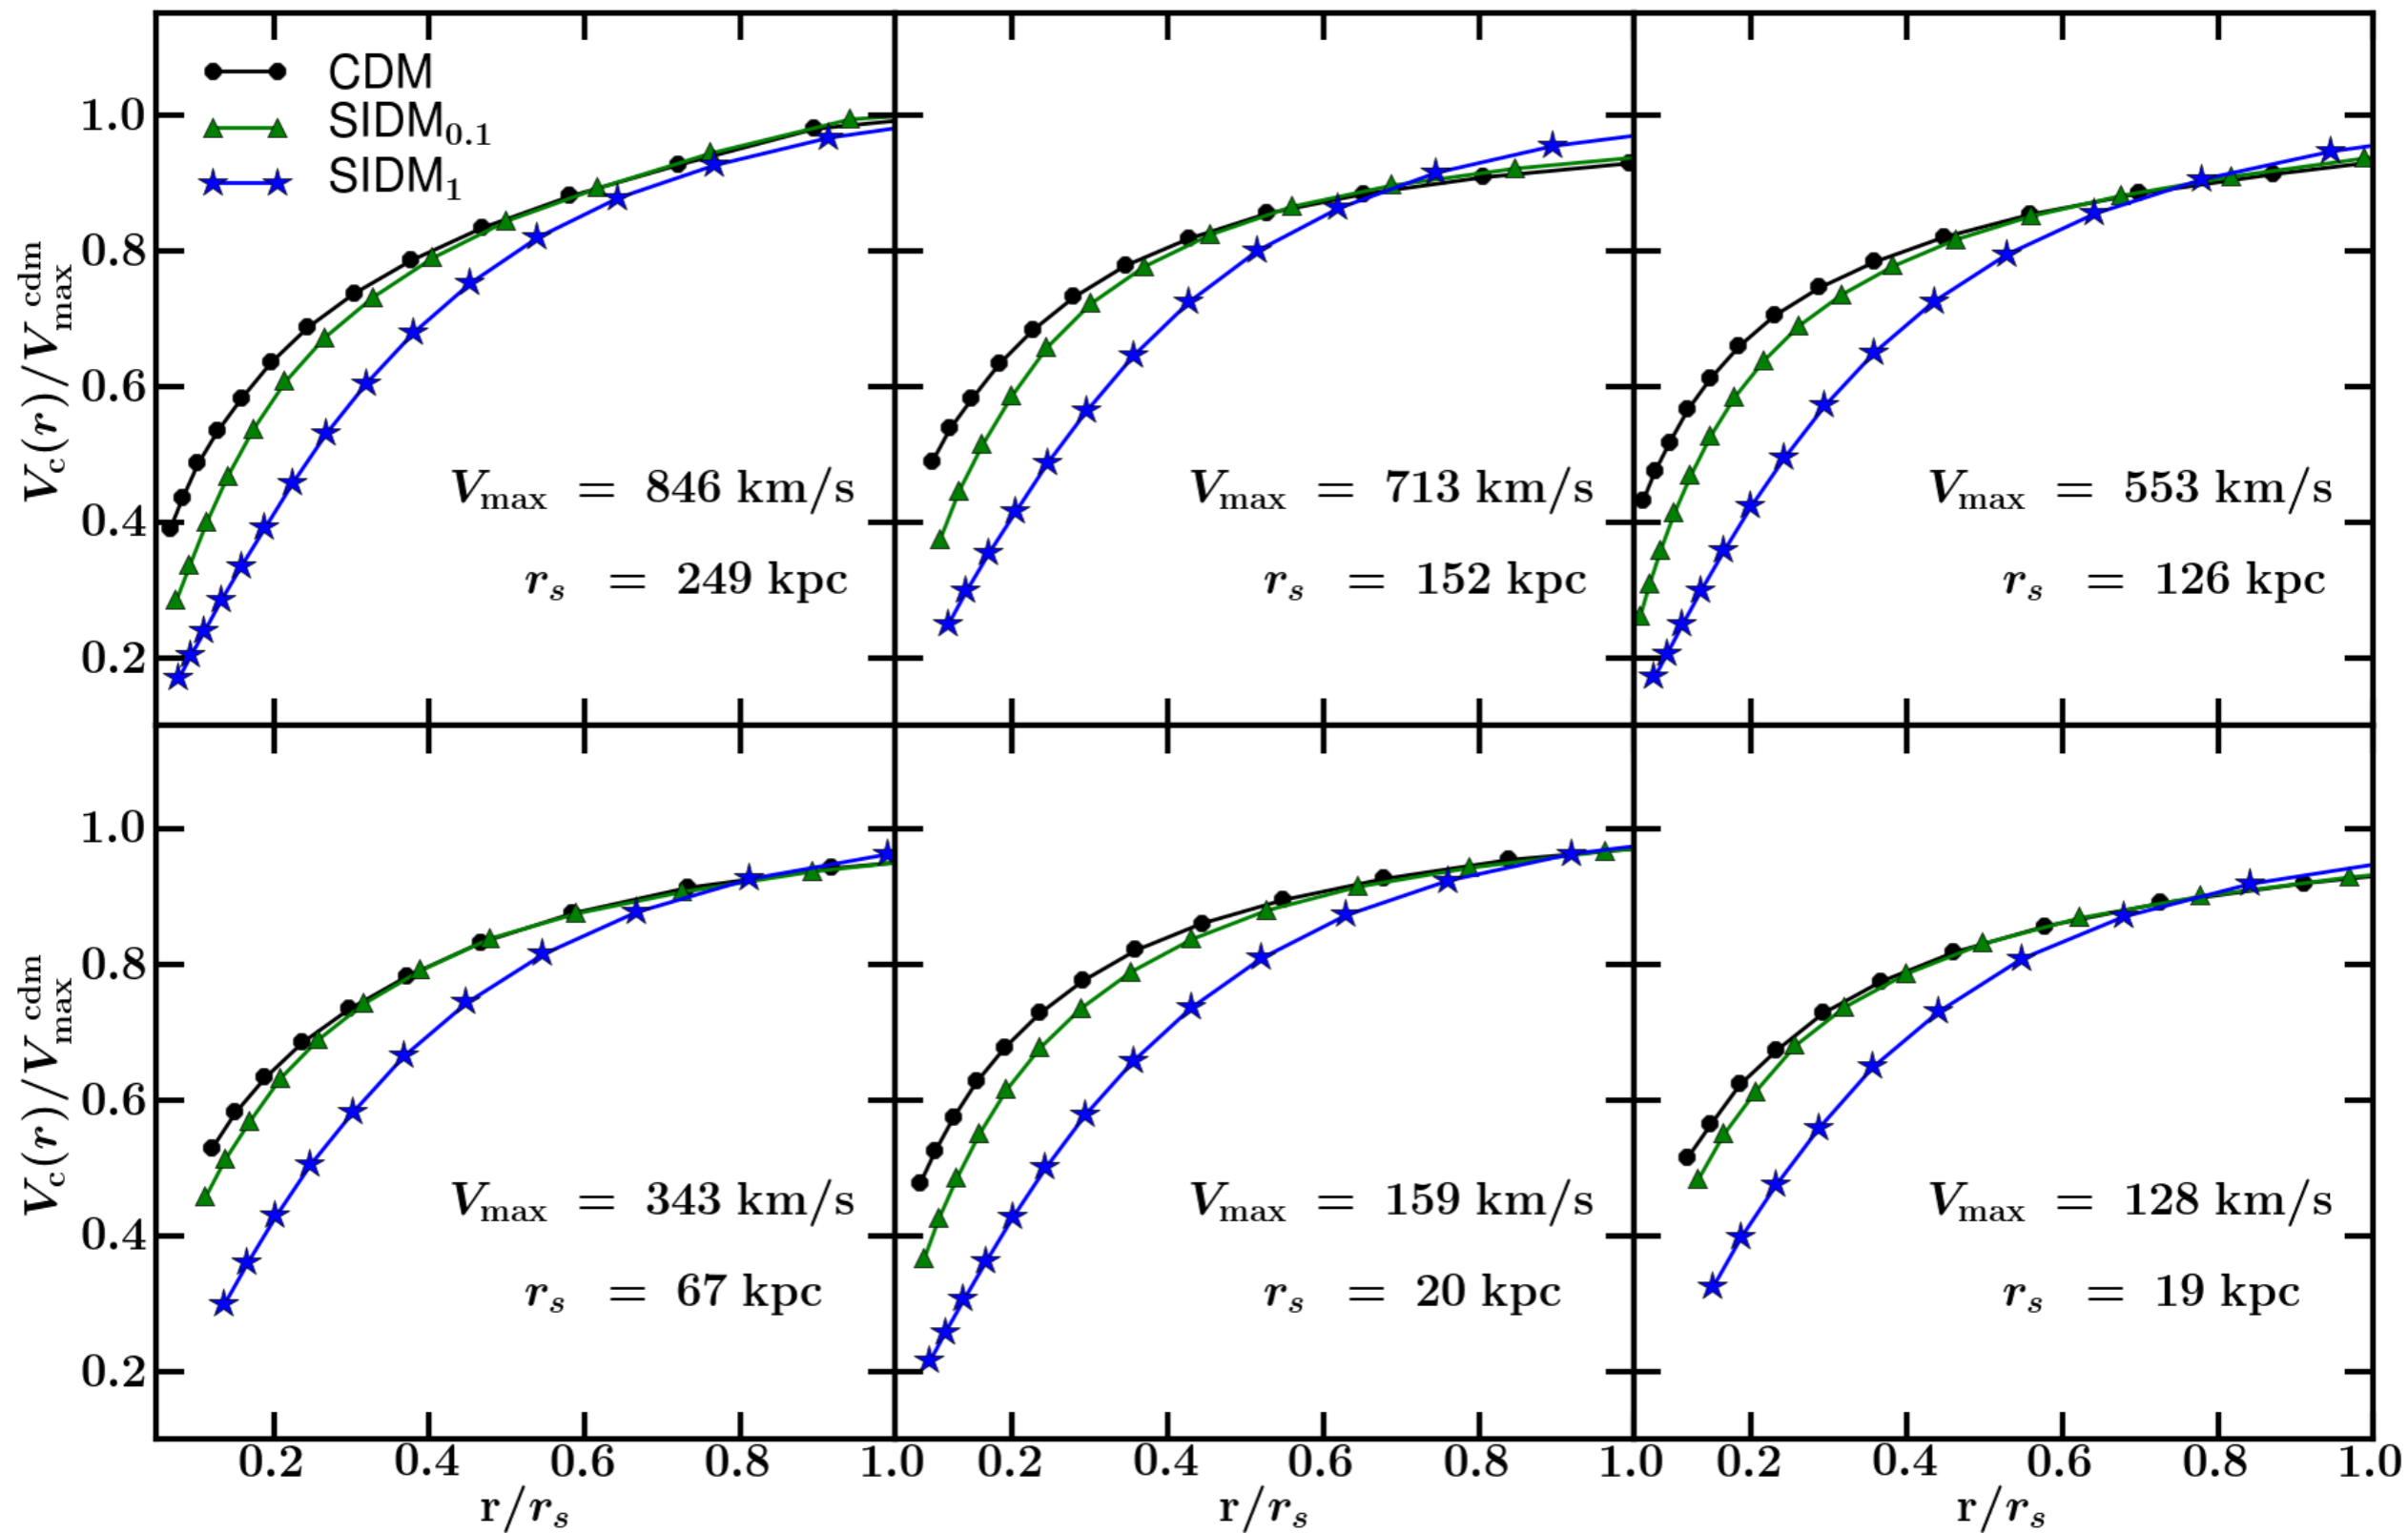 CDM
SIDM0.1
SIDM1
1.0
0.8
0.6
0.4
0.2
Vc(r)/Vmax^cdm
Vmax = 846 km/s
rs = 249 kpc
Vmax = 713 km/s
rs = 152 kpc
Vmax = 553 km/s
rs = 126 kpc
1.0
0.8
0.6
0.4
0.2
Vc(r)/Vmax^cdm
Vmax = 343 km/s
rs = 67 kpc
Vmax = 159 km/s
rs = 20 kpc
Vmax = 128 km/s
rs = 19 kpc
0.2 0.4 0.6 0.8 1.0 0.2 0.4 0.6 0.8 1.0 0.2 0.4 0.6 0.8 1.0
r/rs r/rs r/rs